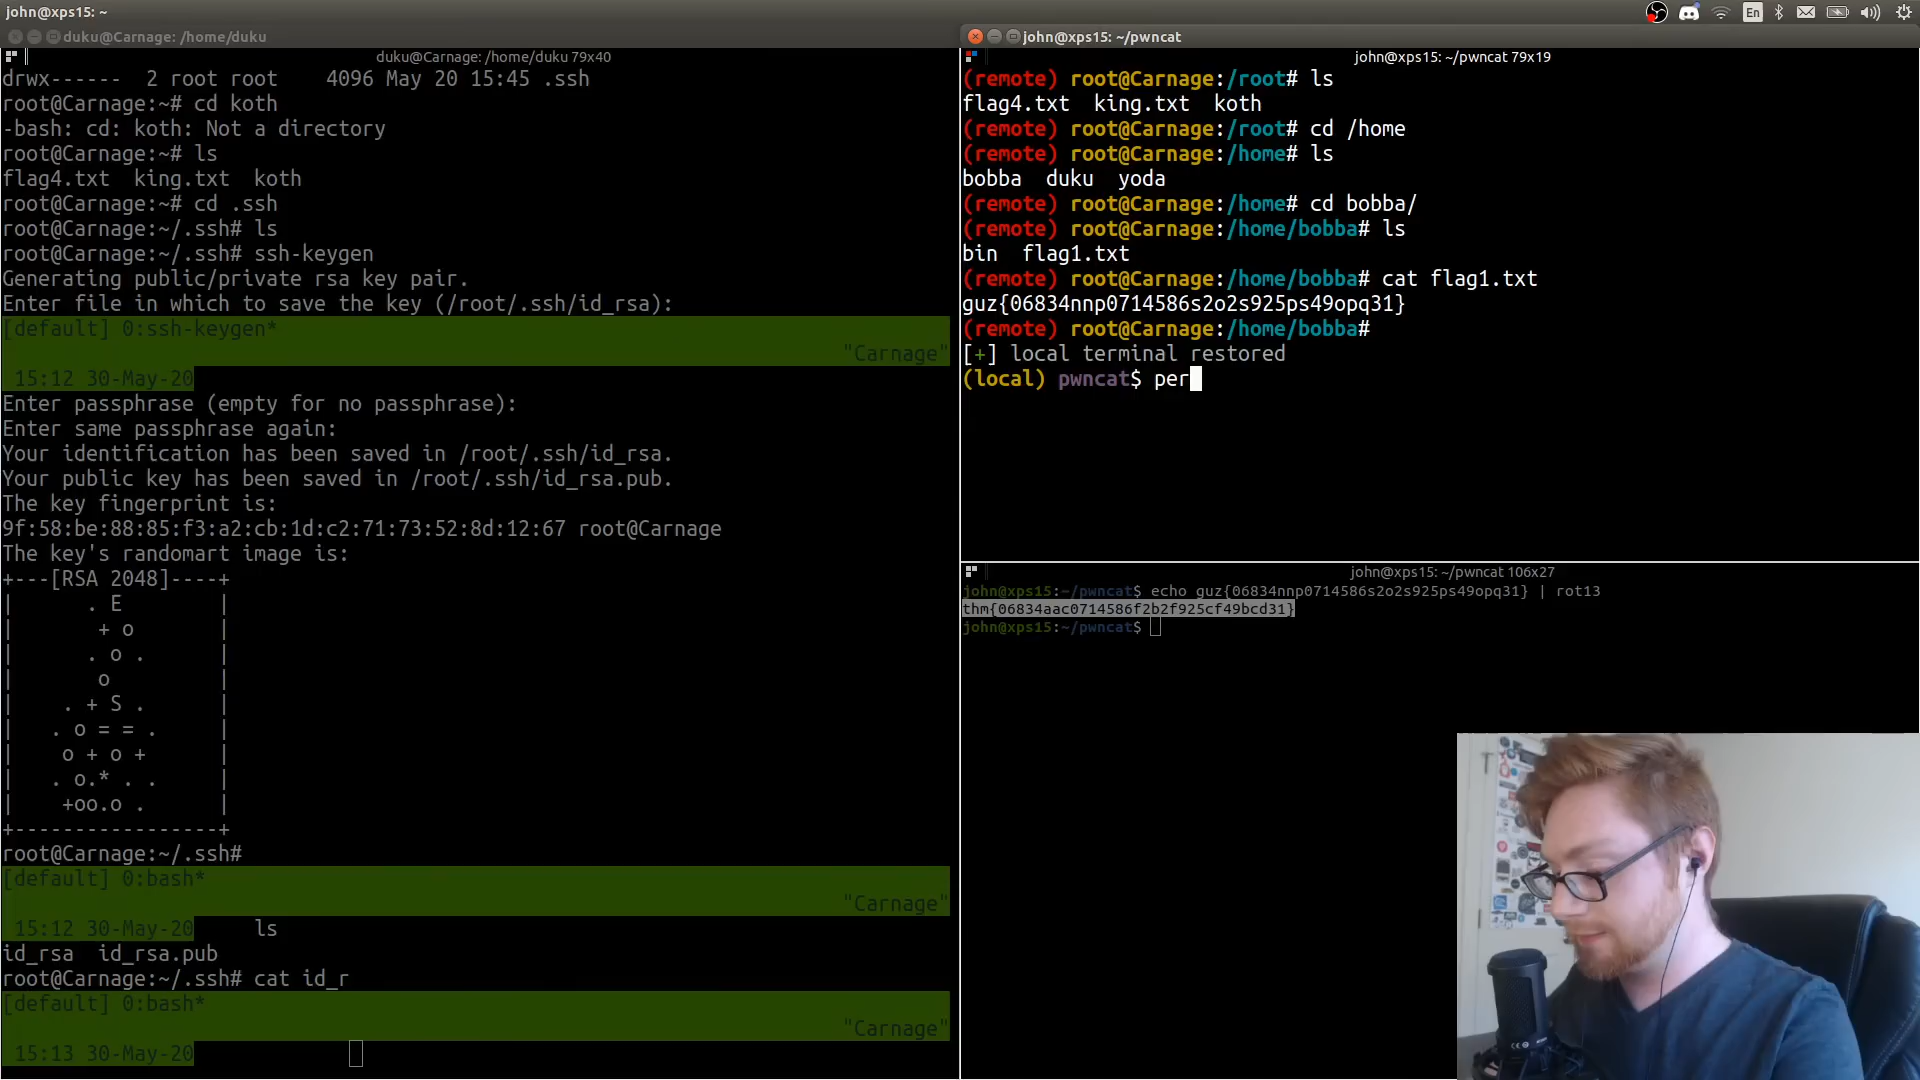 john@xps15: ~
En
duku@Carnage: /home/duku
duku@Carnage: /home/duku 79x40
drwx------  2 root root    4096 May 20 15:45 .ssh
root@Carnage:~# cd koth
-bash: cd: koth: Not a directory
root@Carnage:~# ls
flag4.txt  king.txt  koth
root@Carnage:~# cd .ssh
root@Carnage:~/.ssh# ls
root@Carnage:~/.ssh# ssh-keygen
Generating public/private rsa key pair.
Enter file in which to save the key (/root/.ssh/id_rsa):
[default] 0:ssh-keygen*
"Carnage"
15:12 30-May-20
Enter passphrase (empty for no passphrase):
Enter same passphrase again:
Your identification has been saved in /root/.ssh/id_rsa.
Your public key has been saved in /root/.ssh/id_rsa.pub.
The key fingerprint is:
9f:58:be:88:85:f3:a2:cb:1d:c2:71:73:52:8d:12:67 root@Carnage
The key's randomart image is:
+---[RSA 2048]----+
|      . E        |
|       + o       |
|      . o .      |
|       o         |
|    . + S .      |
|   . o = = .     |
|    o + o +      |
|   . o.* . .     |
|    +oo.o .      |
+-----------------+
root@Carnage:~/.ssh#
[default] 0:bash*
"Carnage"
15:12 30-May-20     ls
id_rsa  id_rsa.pub
root@Carnage:~/.ssh# cat id_r
[default] 0:bash*
"Carnage"
15:13 30-May-20
john@xps15: ~/pwncat
john@xps15: ~/pwncat 79x19
(remote) root@Carnage:/root# ls
flag4.txt  king.txt  koth
(remote) root@Carnage:/root# cd /home
(remote) root@Carnage:/home# ls
bobba  duku  yoda
(remote) root@Carnage:/home# cd bobba/
(remote) root@Carnage:/home/bobba# ls
bin  flag1.txt
(remote) root@Carnage:/home/bobba# cat flag1.txt
guz{06834nnp0714586s2o2s925ps49opq31}
(remote) root@Carnage:/home/bobba#
[+] local terminal restored
(local) pwncat$ per
john@xps15: ~/pwncat 106x27
john@xps15:~/pwncat$ echo guz{06834nnp0714586s2o2s925ps49opq31} | rot13
thm{06834aac0714586f2b2f925cf49bcd31}
john@xps15:~/pwncat$